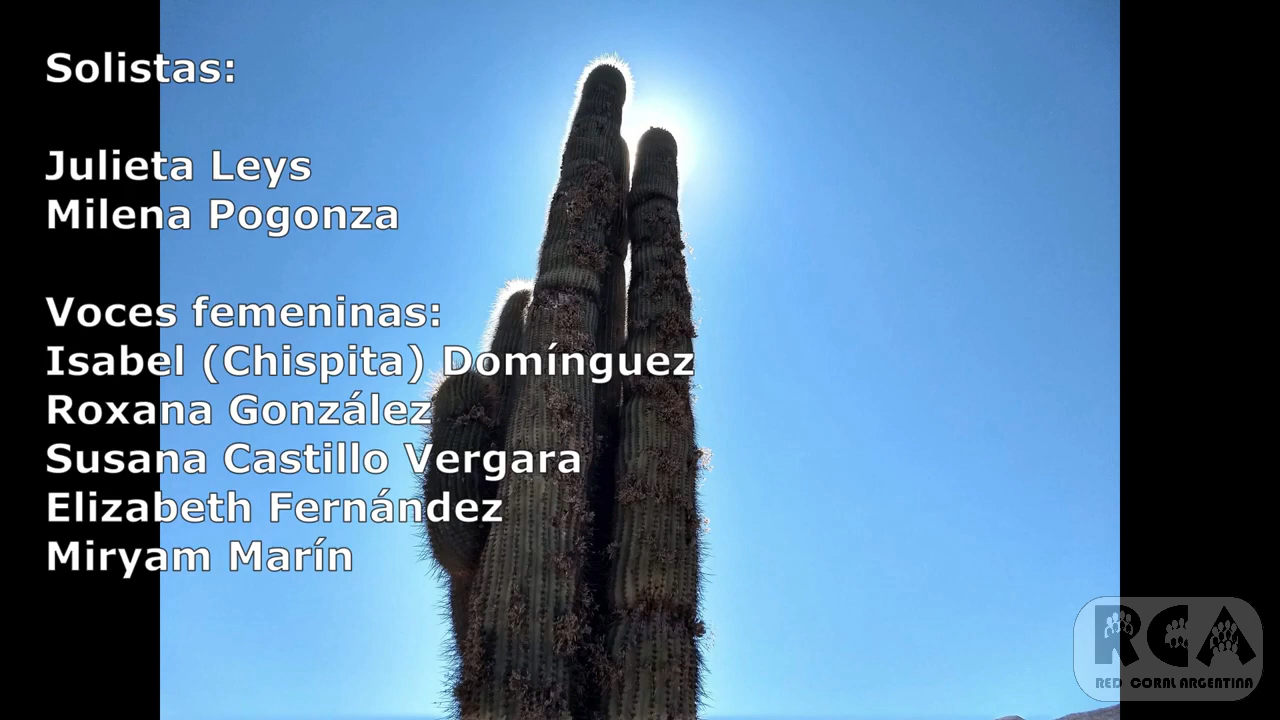 Solistas:
Julieta Leys
Milena Pogonza
Voces femeninas:
Isabel (Chispita) Domínguez
Roxana González
Susana Castillo Vergara
Elizabeth Fernández
Miryam Marín
RCA
RED CORAL ARGENTINA